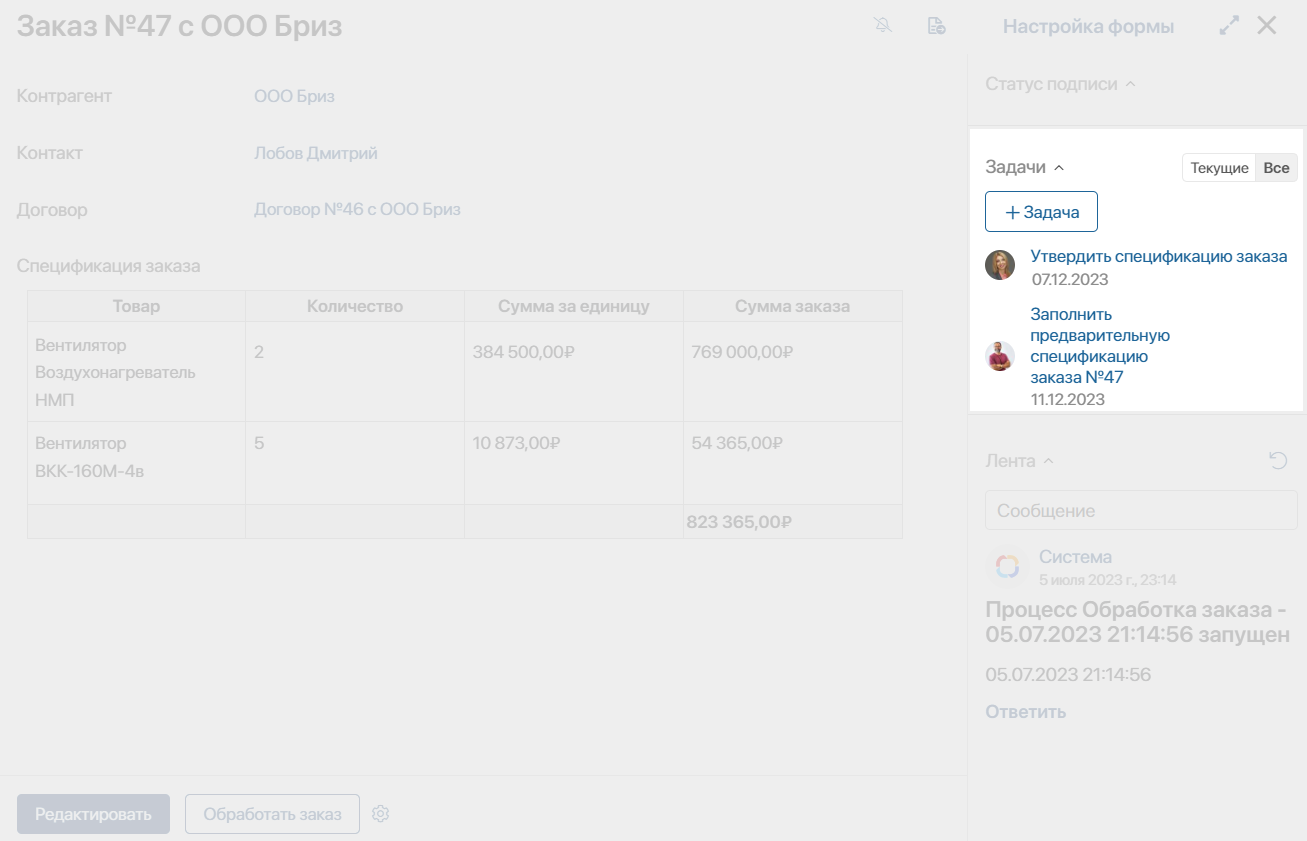 Заказ №47 с ООО Бриз
Настройка формы
Контрагент ООО Бриз
Контакт Лобов Дмитрий
Договор Договор №46 с ООО Бриз
Спецификация заказа
Товар Количество Сумма за единицу Сумма заказа
Вентилятор
Воздухонагреватель
НМП
2 384 500,00₽ 769 000,00₽
Вентилятор
ВКК-160М-4в
5 10 873,00₽ 54 365,00₽
823 365,00₽
Редактировать Обработать заказ
Статус подписи
Задачи Текущие Все
+ Задача
Утвердить спецификацию заказа
07.12.2023
Заполнить
предварительную
спецификацию
заказа №47
11.12.2023
Лента
Сообщение
Система
5 июля 2023 г., 23:14
Процесс Обработка заказа -
05.07.2023 21:14:56 запущен
05.07.2023 21:14:56
Ответить